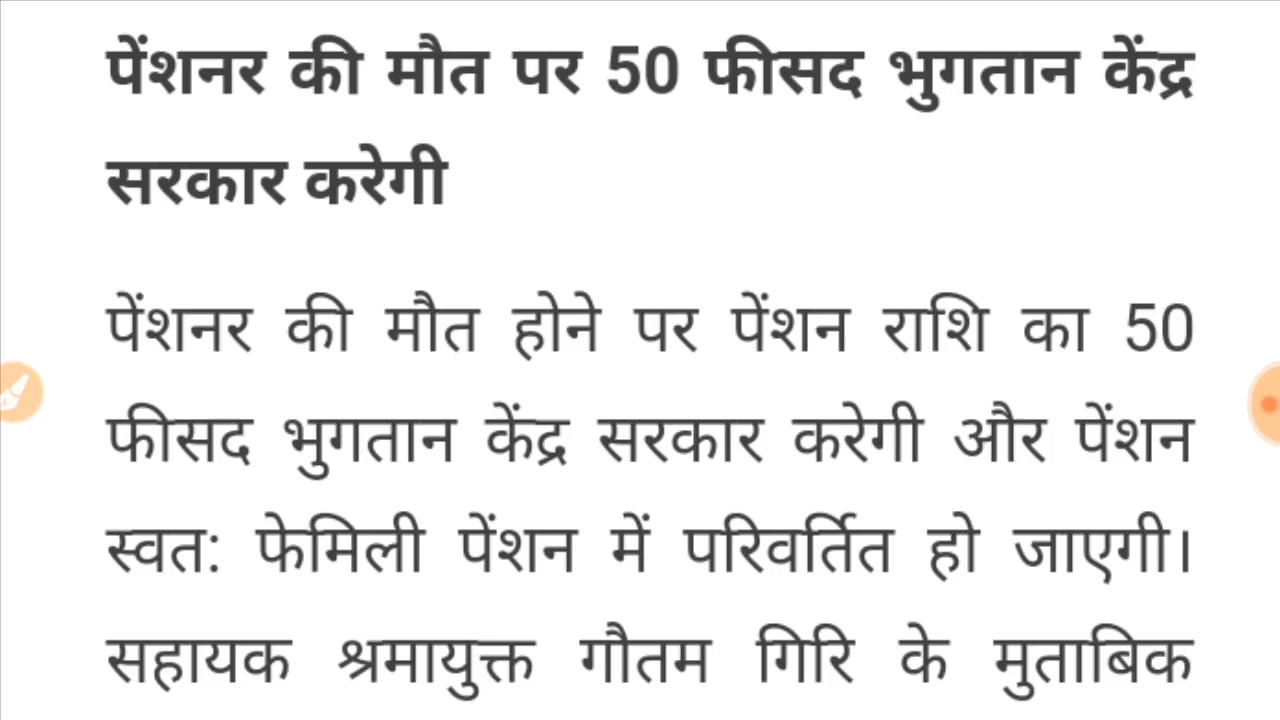 पेंशनर की मौत पर 50 फीसद भुगतान केंद्र
सरकार करेगी
पेंशनर की मौत होने पर पेंशन राशि का 50
फीसद भुगतान केंद्र सरकार करेगी और पेंशन
स्वत: फेमिली पेंशन में परिवर्तित हो जाएगी।
सहायक श्रमायुक्त गौतम गिरि के मुताबिक